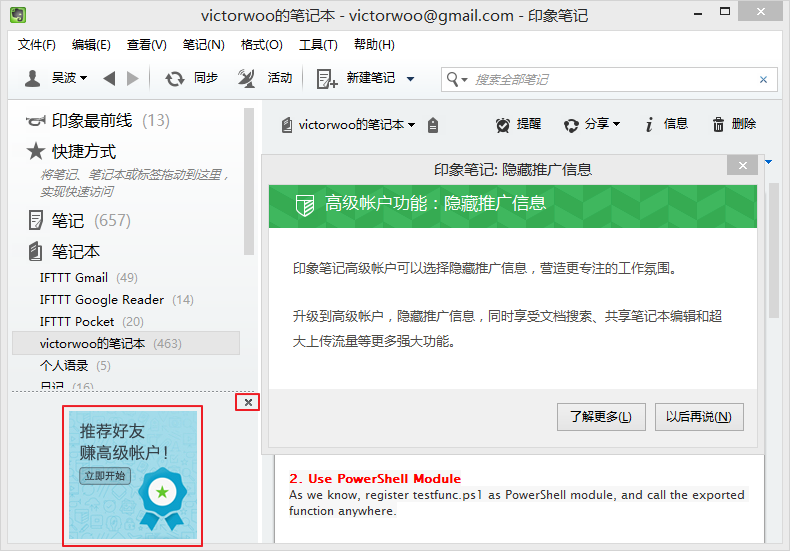 victorwoo的笔记本 - victorwoo@gmail.com - 印象笔记
文件(F) 编辑(E) 查看(V) 笔记(N) 格式(O) 工具(T) 帮助(H)
吴波 同步 活动 新建笔记 搜索全部笔记
印象最前线 (13)
快捷方式
将笔记、笔记本或标签拖动到这里，
实现快速访问
笔记 (657)
笔记本
IFTTT Gmail (49)
IFTTT Google Reader (14)
IFTTT Pocket (20)
victorwoo的笔记本 (463)
个人语录 (5)
日记 (16)
推荐好友
赚高级帐户！
立即开始
victorwoo的笔记本 提醒 分享 信息 删除
印象笔记: 隐藏推广信息
高级帐户功能：隐藏推广信息
印象笔记高级帐户可以选择隐藏推广信息，营造更专注的工作氛围。
升级到高级帐户，隐藏推广信息，同时享受文档搜索、共享笔记本编辑和超
大上传流量等更多强大功能。
了解更多(L) 以后再说(N)
2. Use PowerShell Module
As we know, register testfunc.ps1 as PowerShell module, and call the exported
function anywhere.